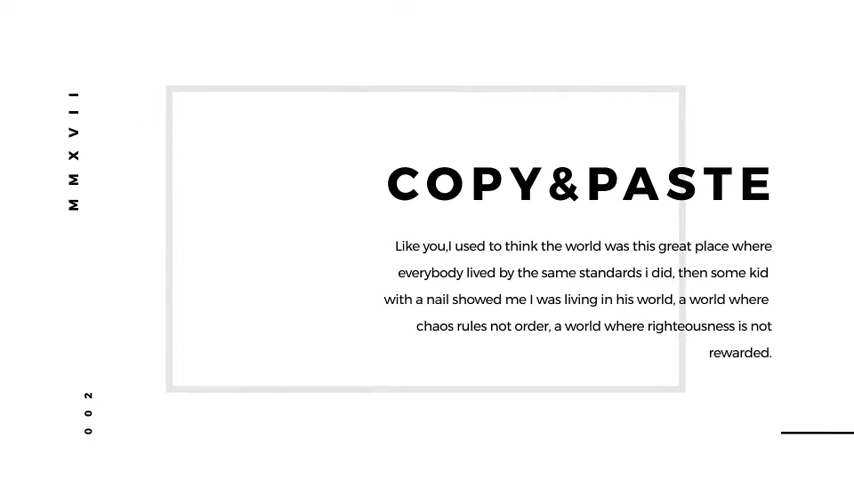 MMXVII
COPY&PASTE
Like you,I used to think the world was this great place where
everybody lived by the same standards i did, then some kid
with a nail showed me I was living in his world, a world where
chaos rules not order, a world where righteousness is not
rewarded.
002